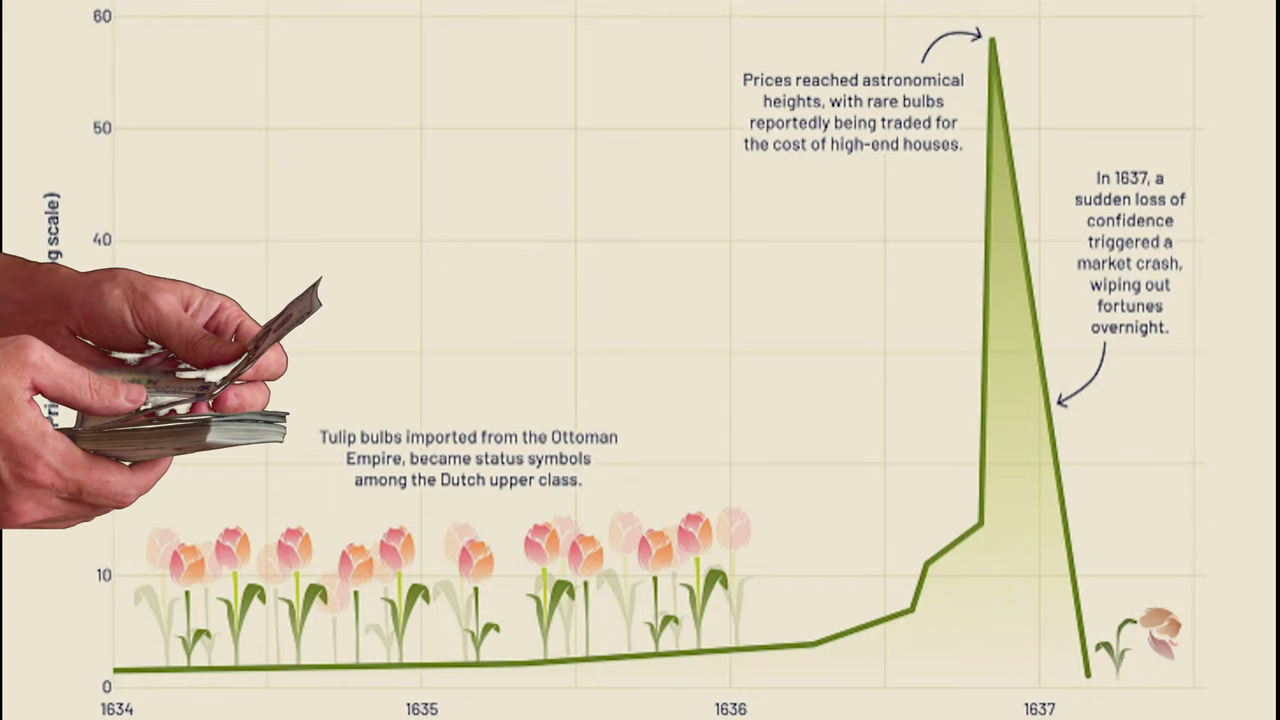 60
50
40
10
0
g scale)
Prices reached astronomical
heights, with rare bulbs
reportedly being traded for
the cost of high-end houses.
In 1637, a
sudden loss of
confidence
triggered a
market crash,
wiping out
fortunes
overnight.
Tulip bulbs imported from the Ottoman
Empire, became status symbols
among the Dutch upper class.
1634
1635
1636
1637